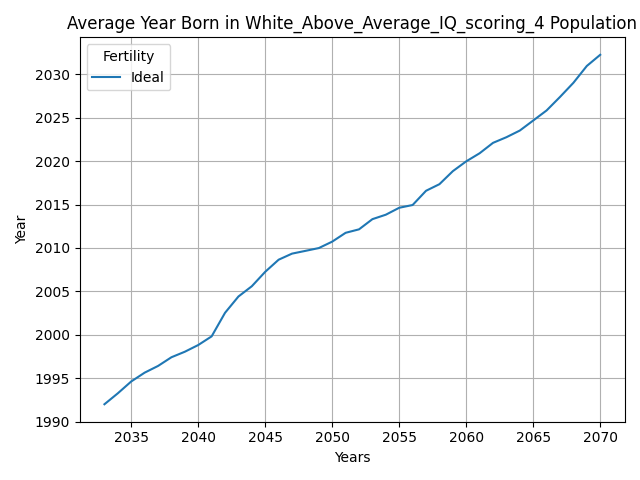 Average Year Born in White_Above_Average_IQ_scoring_4 Population
Fertility
Ideal
2030
2025
2020
2015
2010
2005
2000
1995
1990
Year
2035 2040 2045 2050 2055 2060 2065 2070
Years